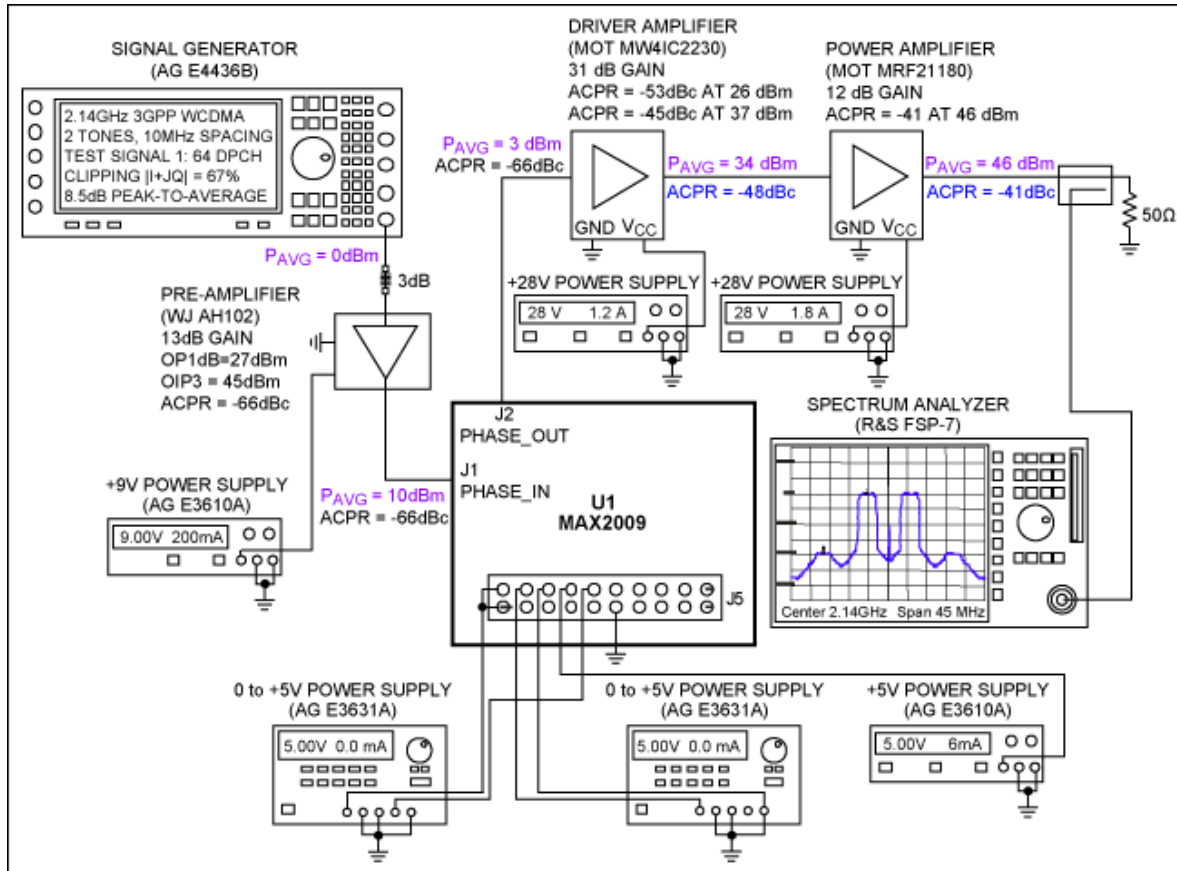 SIGNAL GENERATOR
(AG E4436B)
2.14GHz 3GPP WCDMA
2 TONES, 10MHz SPACING
TEST SIGNAL 1: 64 DPCH
CLIPPING |I+JQ| = 67%
8.5dB PEAK-TO-AVERAGE
DRIVER AMPLIFIER
(MOT MW4IC2230)
31 dB GAIN
ACPR = -53dBc AT 26 dBm
ACPR = -45dBc AT 37 dBm
POWER AMPLIFIER
(MOT MRF21180)
12 dB GAIN
ACPR = -41 AT 46 dBm
PAVG = 3 dBm
ACPR = -66dBc
PAVG = 34 dBm
ACPR = -48dBc
PAVG = 46 dBm
ACPR = -41dBc
GND VCC
GND VCC
50Ω
PAVG = 0dBm
3dB
PRE-AMPLIFIER
(WJ AH102)
13dB GAIN
OP1dB=27dBm
OIP3 = 45dBm
ACPR = -66dBc
+28V POWER SUPPLY
28 V 1.2 A
+28V POWER SUPPLY
28 V 1.8 A
J2
PHASE_OUT
J1
PHASE_IN
U1
MAX2009
J5
PAVG = 10dBm
ACPR = -66dBc
SPECTRUM ANALYZER
(R&S FSP-7)
1
Center 2.14GHz Span 45 MHz
+9V POWER SUPPLY
(AG E3610A)
9.00V 200mA
0 to +5V POWER SUPPLY
(AG E3631A)
5.00V 0.0 mA
0 to +5V POWER SUPPLY
(AG E3631A)
5.00V 0.0 mA
+5V POWER SUPPLY
(AG E3610A)
5.00V 6mA